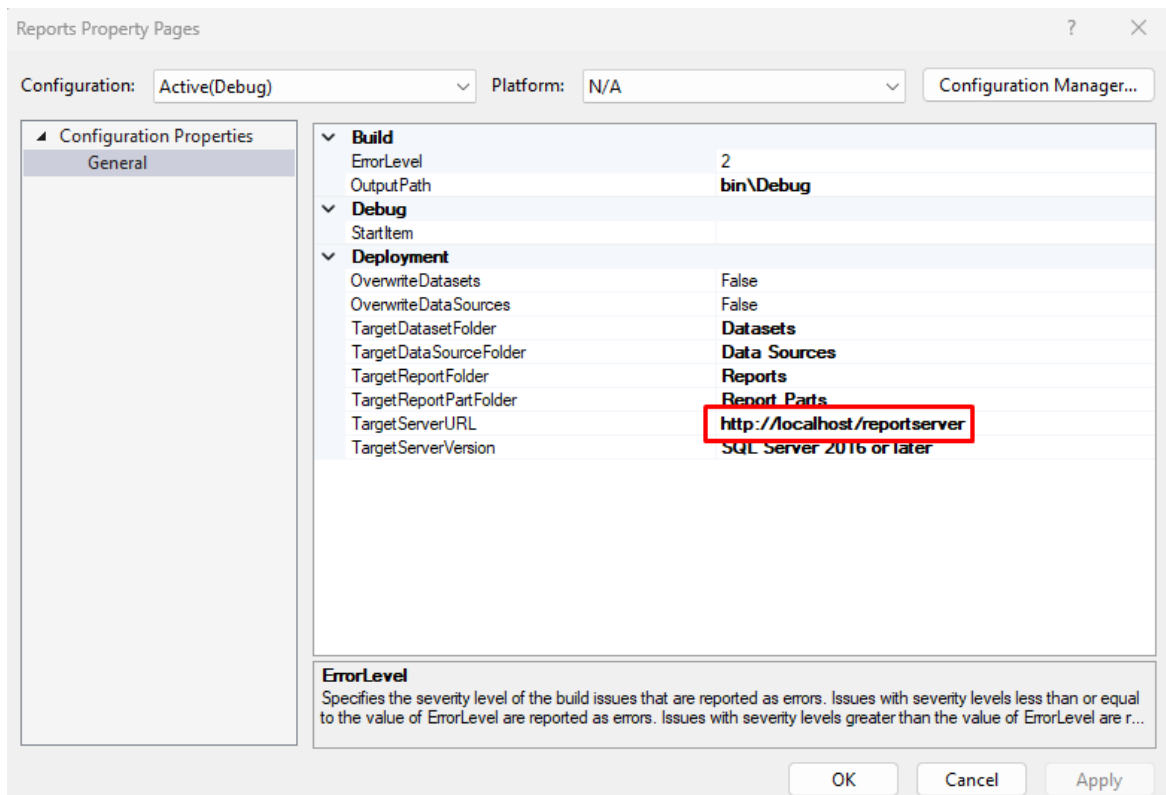 Reports Property Pages ?
Configuration: Active(Debug) Platform: N/A Configuration Manager...
Configuration Properties
General
Build
ErrorLevel 2
OutputPath bin\Debug
Debug
StartItem
Deployment
OverwriteDatasets False
OverwriteDataSources False
TargetDatasetFolder Datasets
TargetDataSourceFolder Data Sources
TargetReportFolder Reports
TargetReportPartFolder Report Parts
TargetServerURL http://localhost/reportserver
TargetServerVersion SQL Server 2016 or later
ErrorLevel
Specifies the severity level of the build issues that are reported as errors. Issues with severity levels less than or equal
to the value of ErrorLevel are reported as errors. Issues with severity levels greater than the value of ErrorLevel are r...
OK Cancel Apply